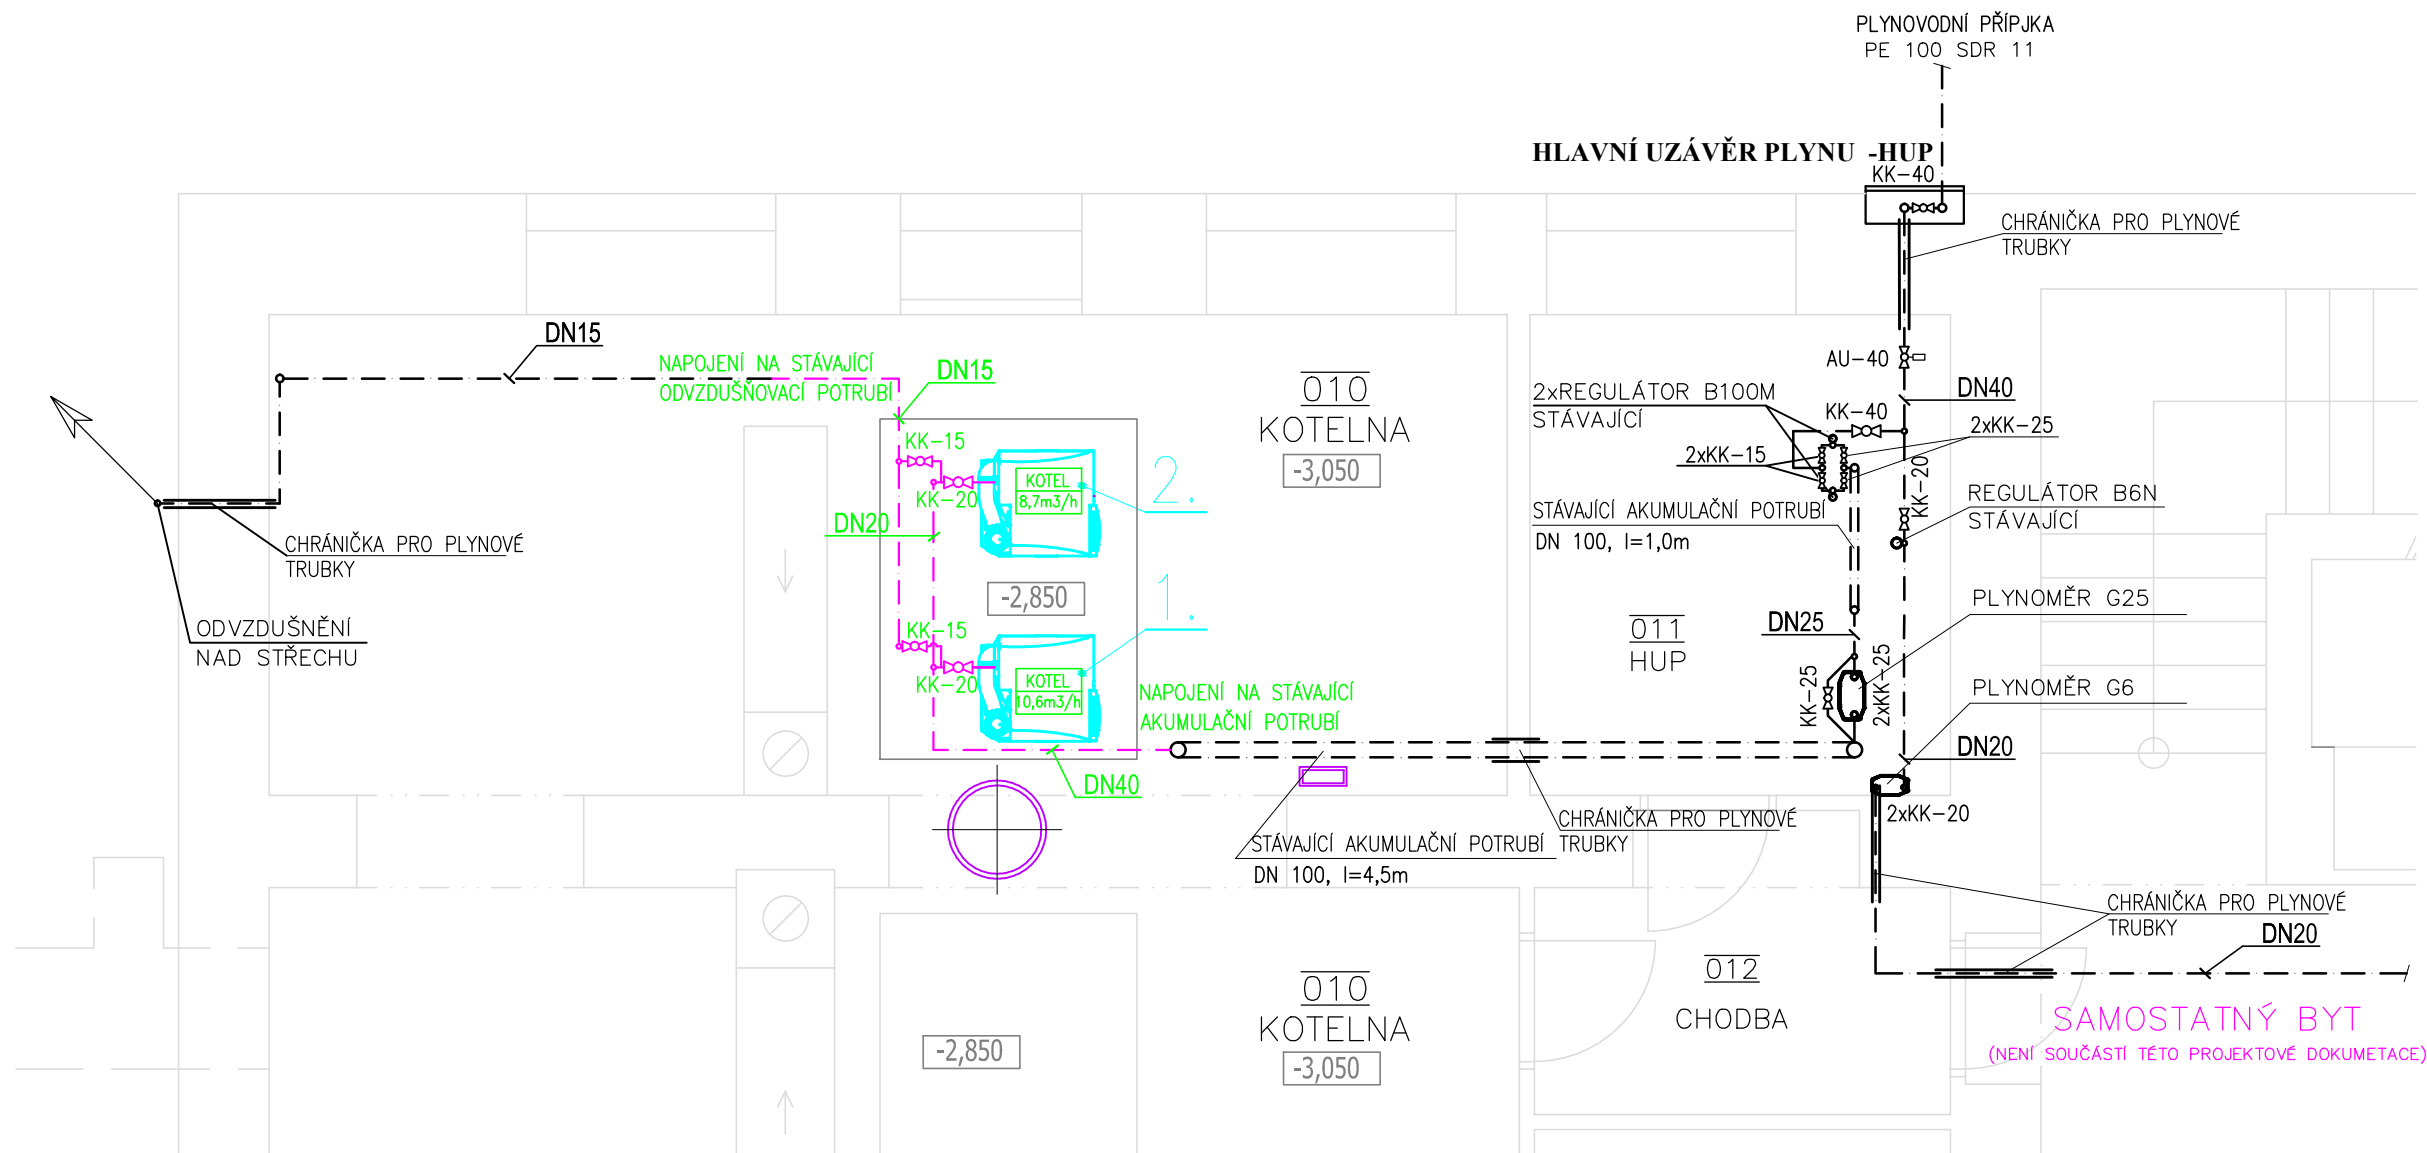 PLYNOVODNÍ PŘÍPJKA
PE 100 SDR 11
HLAVNÍ UZÁVĚR PLYNU -HUP
KK-40
CHRÁNIČKA PRO PLYNOVÉ
TRUBKY
DN15
NAPOJENÍ NA STÁVAJÍCÍ
ODVZDUŠŇOVACÍ POTRUBÍ
DN15
010
KOTELNA
-3,050
AU-40
DN40
2xREGULÁTOR B100M
STÁVAJÍCÍ
KK-40
2xKK-25
2xKK-15
KK-20
REGULÁTOR B6N
STÁVAJÍCÍ
STÁVAJÍCÍ AKUMULAČNÍ POTRUBÍ
DN 100, l=1,0m
KK-15
KK-20
KOTEL
8,7m3/h
2.
DN20
CHRÁNIČKA PRO PLYNOVÉ
TRUBKY
-2,850
1.
ODVZDUŠNĚNÍ
NAD STŘECHU
KK-15
KK-20
KOTEL
10,6m3/h
NAPOJENÍ NA STÁVAJÍCÍ
AKUMULAČNÍ POTRUBÍ
DN40
011
HUP
DN25
PLYNOMĚR G25
KK-25
2xKK-25
PLYNOMĚR G6
DN20
2xKK-20
CHRÁNIČKA PRO PLYNOVÉ
TRUBKY
STÁVAJÍCÍ AKUMULAČNÍ POTRUBÍ
DN 100, l=4,5m
CHRÁNIČKA PRO PLYNOVÉ
TRUBKY
DN20
012
CHODBA
010
KOTELNA
-3,050
-2,850
SAMOSTATNÝ BYT
(NENÍ SOUČÁSTÍ TÉTO PROJEKTOVÉ DOKUMETACE)